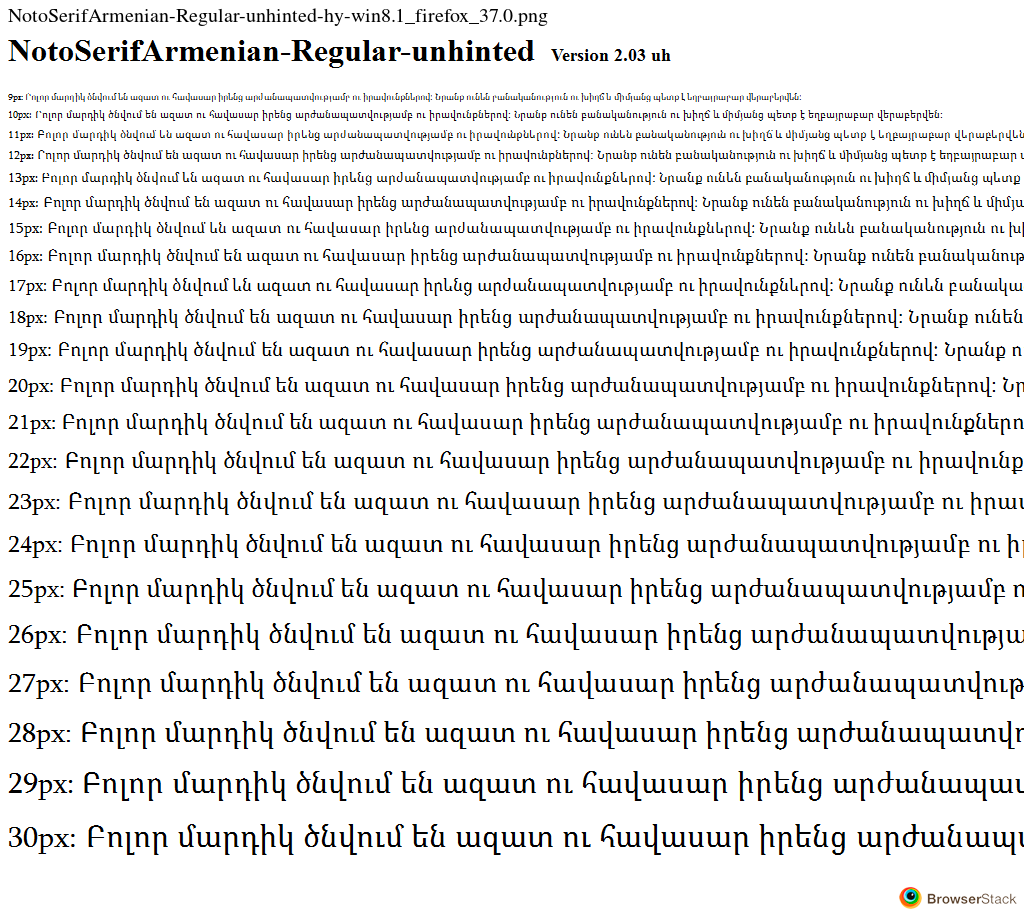 NotoSerifArmenian-Regular-unhinted-hy-win8.1_firefox_37.0.png
NotoSerifArmenian-Regular-unhinted Version 2.03 uh
9px: Բոլոր մարդիկ ծնվում են ազատ ու հավասար իրենց արժանապատվությամբ ու իրավունքներով: Նրանք ունեն բանականություն ու խիղճ և միմյանց պետք է եղբայրաբար վերաբերվեն:
10px: Բոլոր մարդիկ ծնվում են ազատ ու հավասար իրենց արժանապատվությամբ ու իրավունքներով: Նրանք ունեն բանականություն ու խիղճ և միմյանց պետք է եղբայրաբար վերաբերվեն:
11px: Բոլոր մարդիկ ծնվում են ազատ ու հավասար իրենց արժանապատվությամբ ու իրավունքներով: Նրանք ունեն բանականություն ու խիղճ և միմյանց պետք է եղբայրաբար վերաբերվեն
12px: Բոլոր մարդիկ ծնվում են ազատ ու հավասար իրենց արժանապատվությամբ ու իրավունքներով: Նրանք ունեն բանականություն ու խիղճ և միմյանց պետք է եղբայրաբար
13px: Բոլոր մարդիկ ծնվում են ազատ ու հավասար իրենց արժանապատվությամբ ու իրավունքներով: Նրանք ունեն բանականություն ու խիղճ և միմյանց պետք
14px: Բոլոր մարդիկ ծնվում են ազատ ու հավասար իրենց արժանապատվությամբ ու իրավունքներով: Նրանք ունեն բանականություն ու խիղճ և միմյա
15px: Բոլոր մարդիկ ծնվում են ազատ ու հավասար իրենց արժանապատվությամբ ու իրավունքներով: Նրանք ունեն բանականություն ու խի
16px: Բոլոր մարդիկ ծնվում են ազատ ու հավասար իրենց արժանապատվությամբ ու իրավունքներով: Նրանք ունեն բանականութ
17px: Բոլոր մարդիկ ծնվում են ազատ ու հավասար իրենց արժանապատվությամբ ու իրավունքներով: Նրանք ունեն բանակա
18px: Բոլոր մարդիկ ծնվում են ազատ ու հավասար իրենց արժանապատվությամբ ու իրավունքներով: Նրանք ունեն
19px: Բոլոր մարդիկ ծնվում են ազատ ու հավասար իրենց արժանապատվությամբ ու իրավունքներով: Նրանք ո
20px: Բոլոր մարդիկ ծնվում են ազատ ու հավասար իրենց արժանապատվությամբ ու իրավունքներով: Նր
21px: Բոլոր մարդիկ ծնվում են ազատ ու հավասար իրենց արժանապատվությամբ ու իրավունքներո
22px: Բոլոր մարդիկ ծնվում են ազատ ու հավասար իրենց արժանապատվությամբ ու իրավունք
23px: Բոլոր մարդիկ ծնվում են ազատ ու հավասար իրենց արժանապատվությամբ ու իրավ
24px: Բոլոր մարդիկ ծնվում են ազատ ու հավասար իրենց արժանապատվությամբ ու ի
25px: Բոլոր մարդիկ ծնվում են ազատ ու հավասար իրենց արժանապատվությամբ ո
26px: Բոլոր մարդիկ ծնվում են ազատ ու հավասար իրենց արժանապատվությա
27px: Բոլոր մարդիկ ծնվում են ազատ ու հավասար իրենց արժանապատվութ
28px: Բոլոր մարդիկ ծնվում են ազատ ու հավասար իրենց արժանապատվ
29px: Բոլոր մարդիկ ծնվում են ազատ ու հավասար իրենց արժանապա
30px: Բոլոր մարդիկ ծնվում են ազատ ու հավասար իրենց արժանապ
BrowserStack